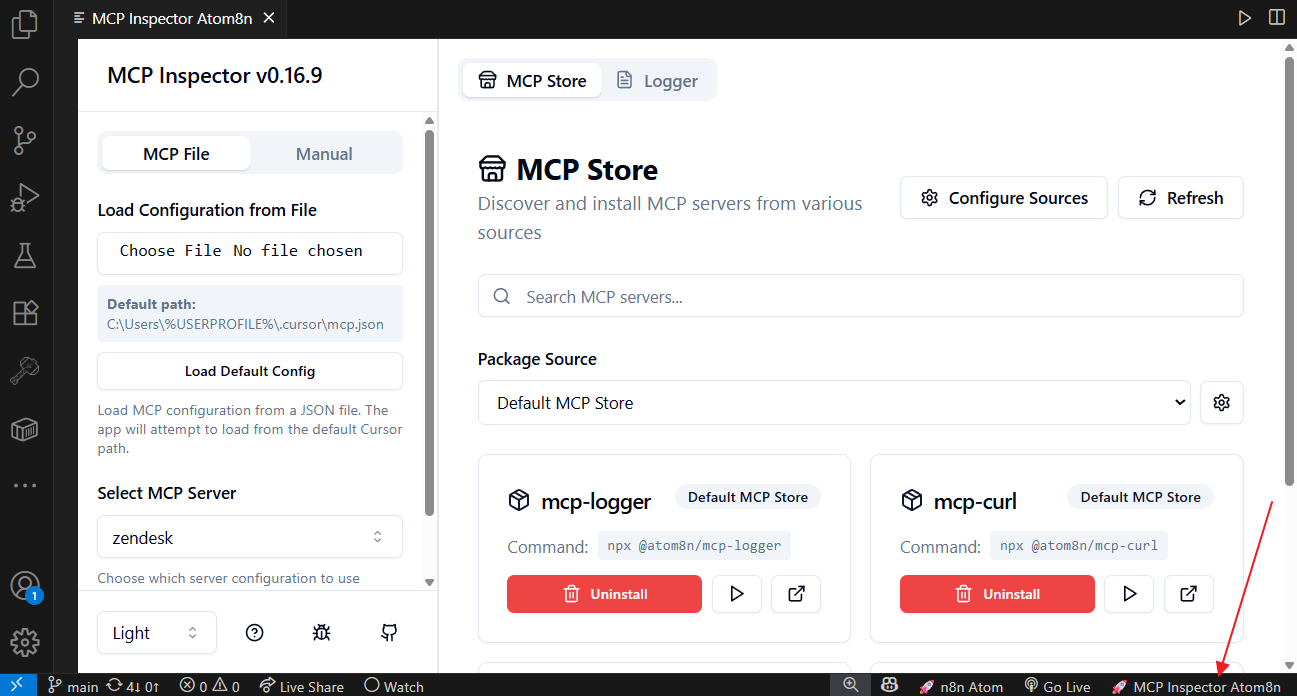 MCP Inspector Atom8n
MCP Inspector v0.16.9
MCP File
Manual
Load Configuration from File
Choose File No file chosen
Default path:
C:\Users\%USERPROFILE%\.cursor\mcp.json
Load Default Config
Load MCP configuration from a JSON file. The
app will attempt to load from the default Cursor
path.
Select MCP Server
zendesk
Choose which server configuration to use
Light
MCP Store
Logger
MCP Store
Discover and install MCP servers from various
sources
Configure Sources
Refresh
Search MCP servers...
Package Source
Default MCP Store
mcp-logger
Default MCP Store
Command: npx @atom8n/mcp-logger
Uninstall
mcp-curl
Default MCP Store
Command: npx @atom8n/mcp-curl
Uninstall
1
main 4↓ 0↑ 0 0 Live Share Watch n8n Atom Go Live MCP Inspector Atom8n